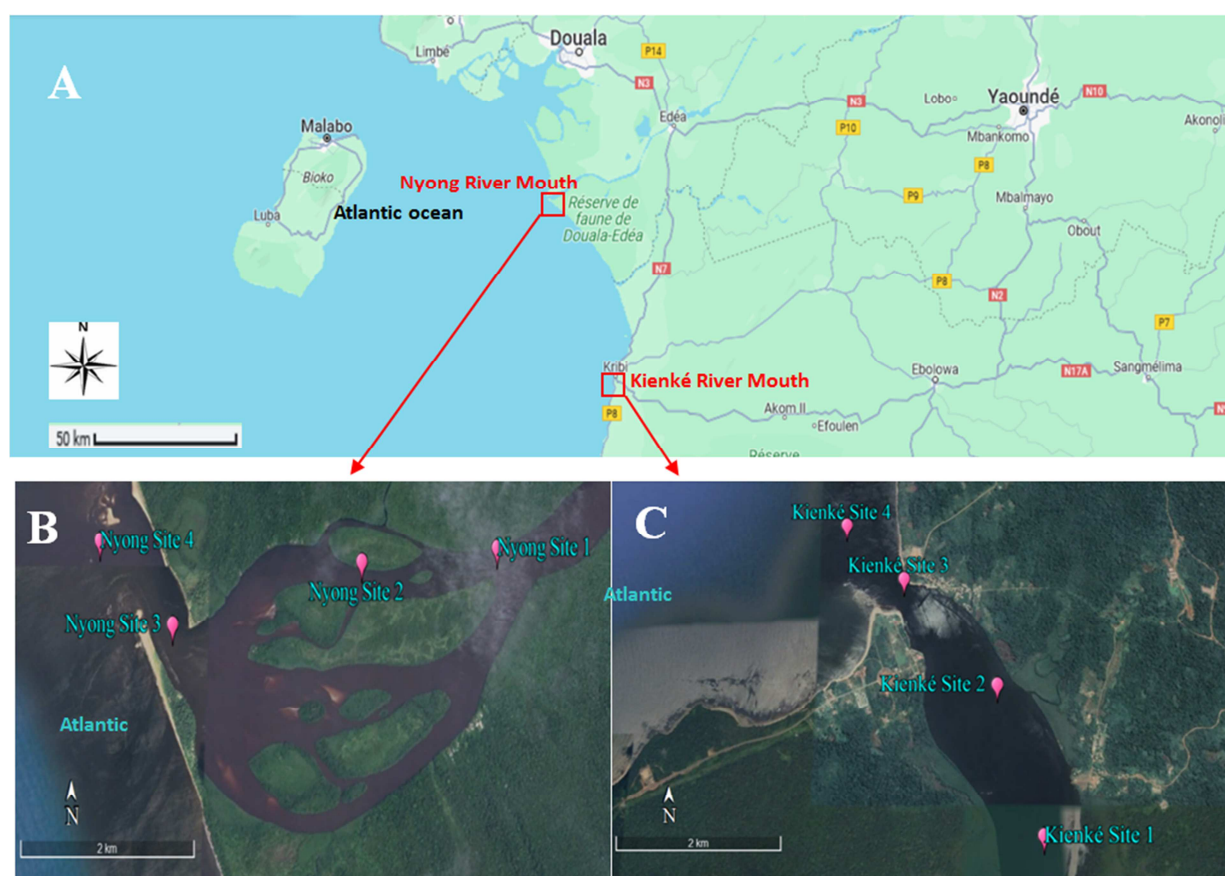 A
Limbé
Douala
P14
N3
Edéa
N3
P10
Lobo
Yaoundé
N10
Akonoli
Mbankomo
P8
P9
Mbalmayo
Obout
Malabo
Bioko
Luba
Atlantic ocean
Nyong River Mouth
Réserve de
faune de
Douala-Edéa
N7
P8
N2
P7
N
50 km
Kribi
Kienké River Mouth
P8
Akom II
Efoulen
Ebolowa
N17A
Sangmélima
Réserve
B
Nyong Site 4
Nyong Site 1
Nyong Site 2
Nyong Site 3
Atlantic
N
2 km
C
Kienké Site 4
Kienké Site 3
Atlantic
Kienké Site 2
N
2 km
Kienké Site 1